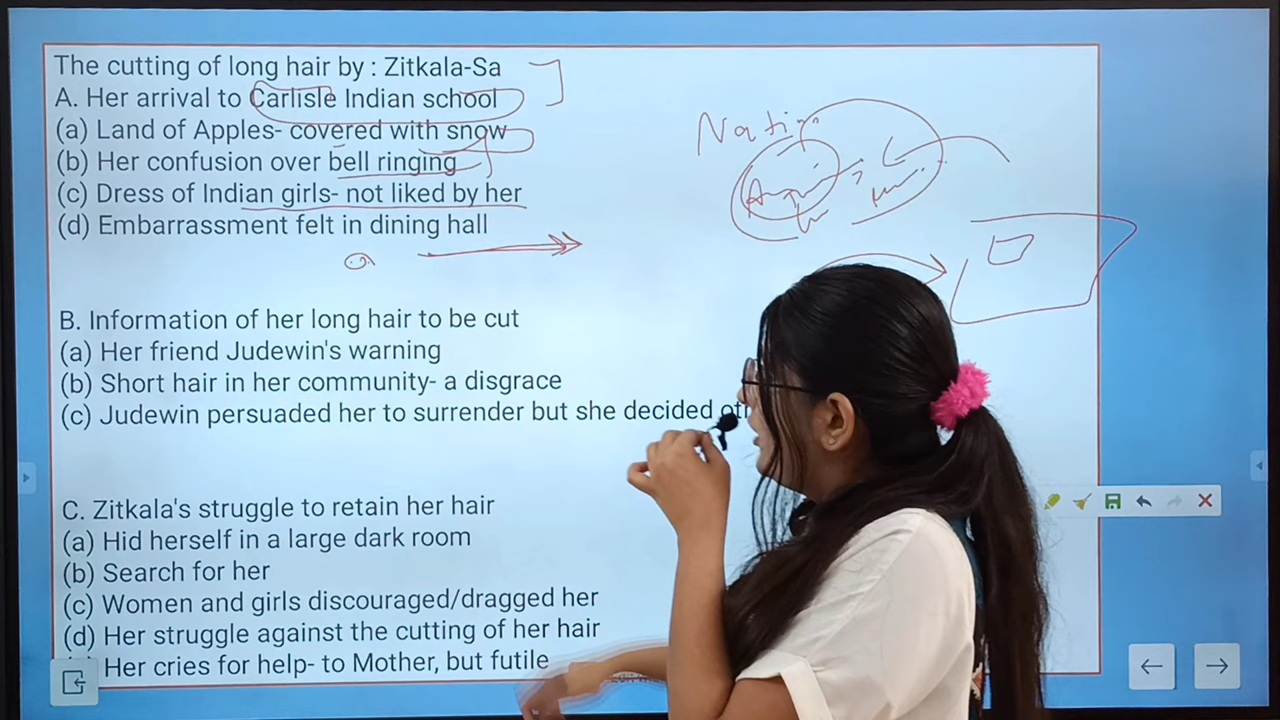 The cutting of long hair by : Zitkala-Sa
A. Her arrival to Carlisle Indian school
(a) Land of Apples- covered with snow
(b) Her confusion over bell ringing
(c) Dress of Indian girls- not liked by her
(d) Embarrassment felt in dining hall
Nation
B. Information of her long hair to be cut
(a) Her friend Judewin's warning
(b) Short hair in her community- a disgrace
(c) Judewin persuaded her to surrender but she decided
C. Zitkala's struggle to retain her hair
(a) Hid herself in a large dark room
(b) Search for her
(c) Women and girls discouraged/dragged her
(d) Her struggle against the cutting of her hair
Her cries for help- to Mother, but futile